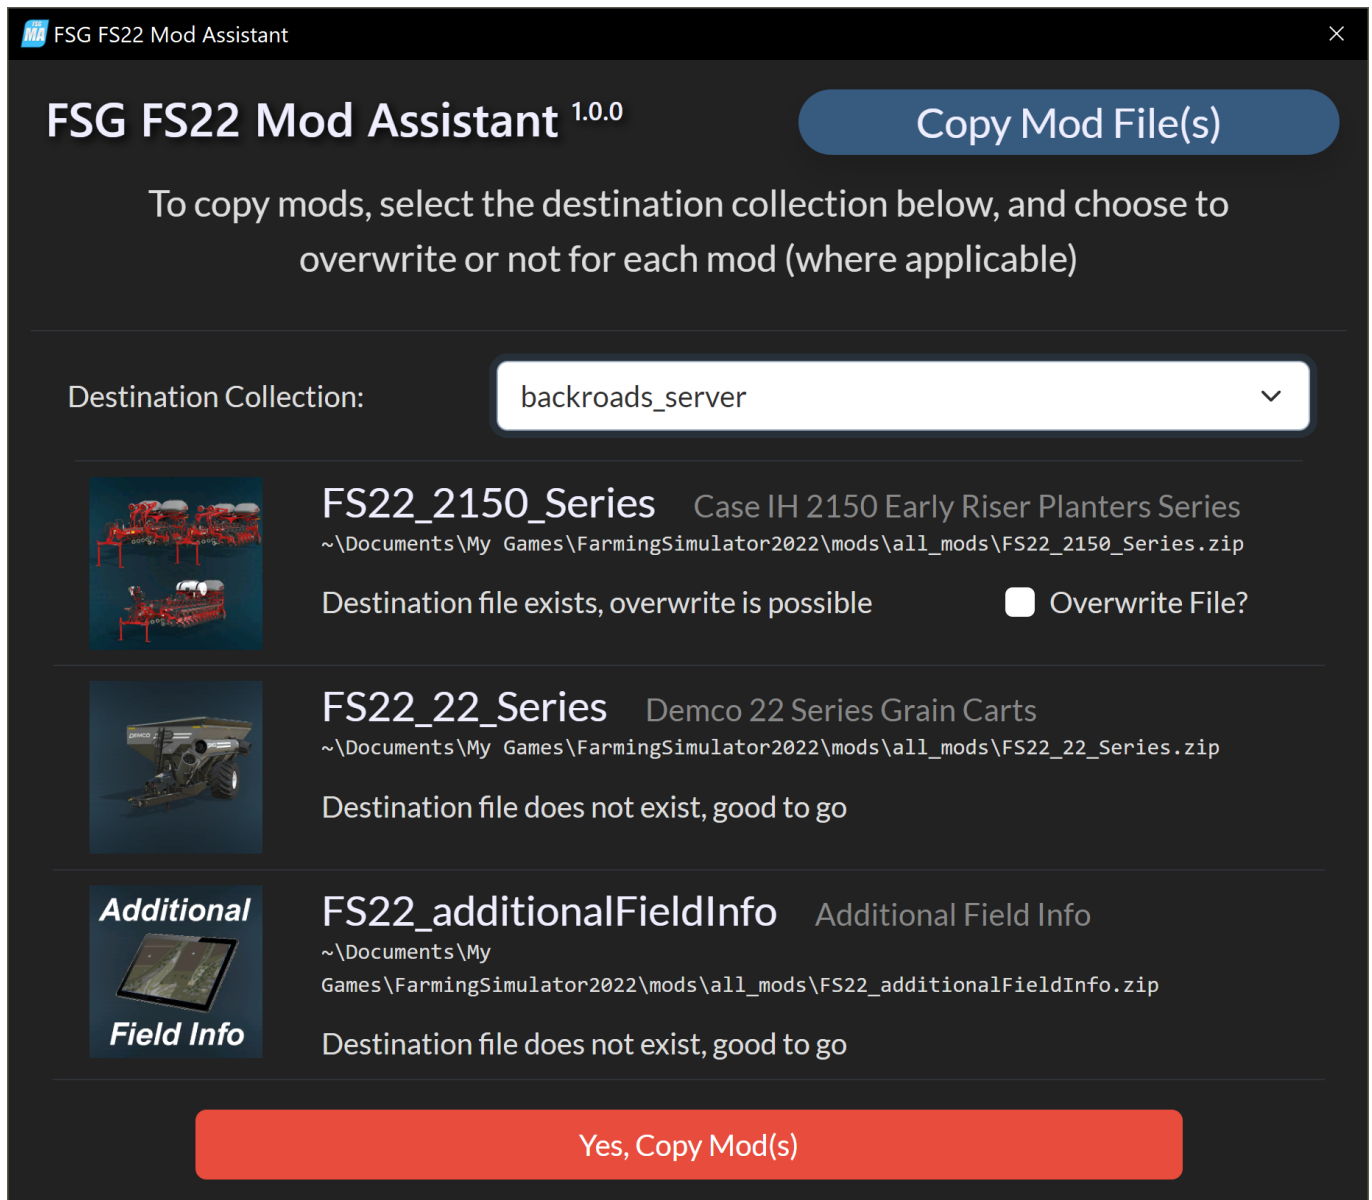 FSG FS22 Mod Assistant
FSG FS22 Mod Assistant 1.0.0
Copy Mod File(s)
To copy mods, select the destination collection below, and choose to
overwrite or not for each mod (where applicable)
Destination Collection:
backroads_server
FS22_2150_Series Case IH 2150 Early Riser Planters Series
~\Documents\My Games\FarmingSimulator2022\mods\all_mods\FS22_2150_Series.zip
Destination file exists, overwrite is possible
Overwrite File?
DEMCO
FS22_22_Series Demco 22 Series Grain Carts
~\Documents\My Games\FarmingSimulator2022\mods\all_mods\FS22_22_Series.zip
Destination file does not exist, good to go
Additional
Field Info
FS22_additionalFieldInfo Additional Field Info
~\Documents\My
Games\FarmingSimulator2022\mods\all_mods\FS22_additionalFieldInfo.zip
Destination file does not exist, good to go
Yes, Copy Mod(s)